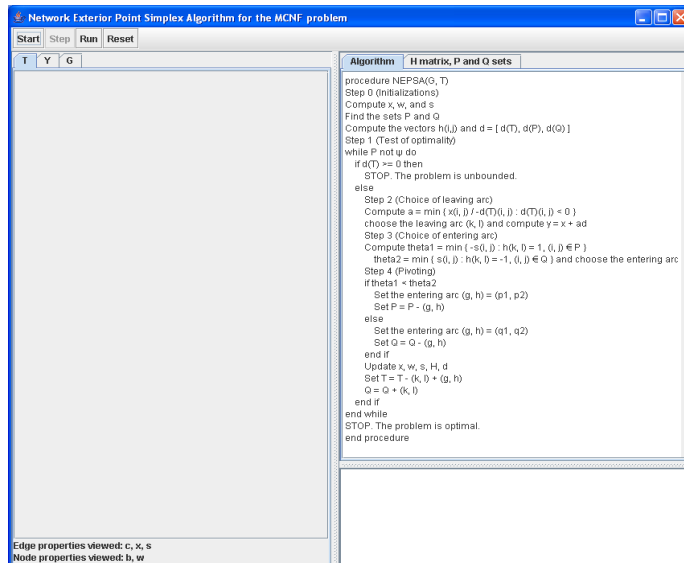 Network Exterior Point Simplex Algorithm for the MCNF problem
Start Step Run Reset
T Y G
Algorithm H matrix, P and Q sets
procedure NEPSA(G, T)
Step 0 (Initializations)
Compute x, w, and s
Find the sets P and Q
Compute the vectors h(i,j) and d = [ d(T), d(P), d(Q) ]
Step 1 (Test of optimality)
while P not ψ do
if d(T) >= 0 then
STOP. The problem is unbounded.
else
Step 2 (Choice of leaving arc)
Compute a = min { x(i, j) / -d(T)(i, j) : d(T)(i, j) < 0 }
choose the leaving arc (k, l) and compute y = x + ad
Step 3 (Choice of entering arc)
Compute theta1 = min { -s(i, j) : h(k, l) = 1, (i, j) ∈ P }
theta2 = min { s(i, j) : h(k, l) = -1, (i, j) ∈ Q } and choose the entering arc
Step 4 (Pivoting)
if theta1 < theta2
Set the entering arc (g, h) = (p1, p2)
Set P = P - (g, h)
else
Set the entering arc (g, h) = (q1, q2)
Set Q = Q - (g, h)
end if
Update x, w, s, H, d
Set T = T - (k, l) + (g, h)
Q = Q + (k, l)
end if
end while
STOP. The problem is optimal.
end procedure
Edge properties viewed: c, x, s
Node properties viewed: b, w